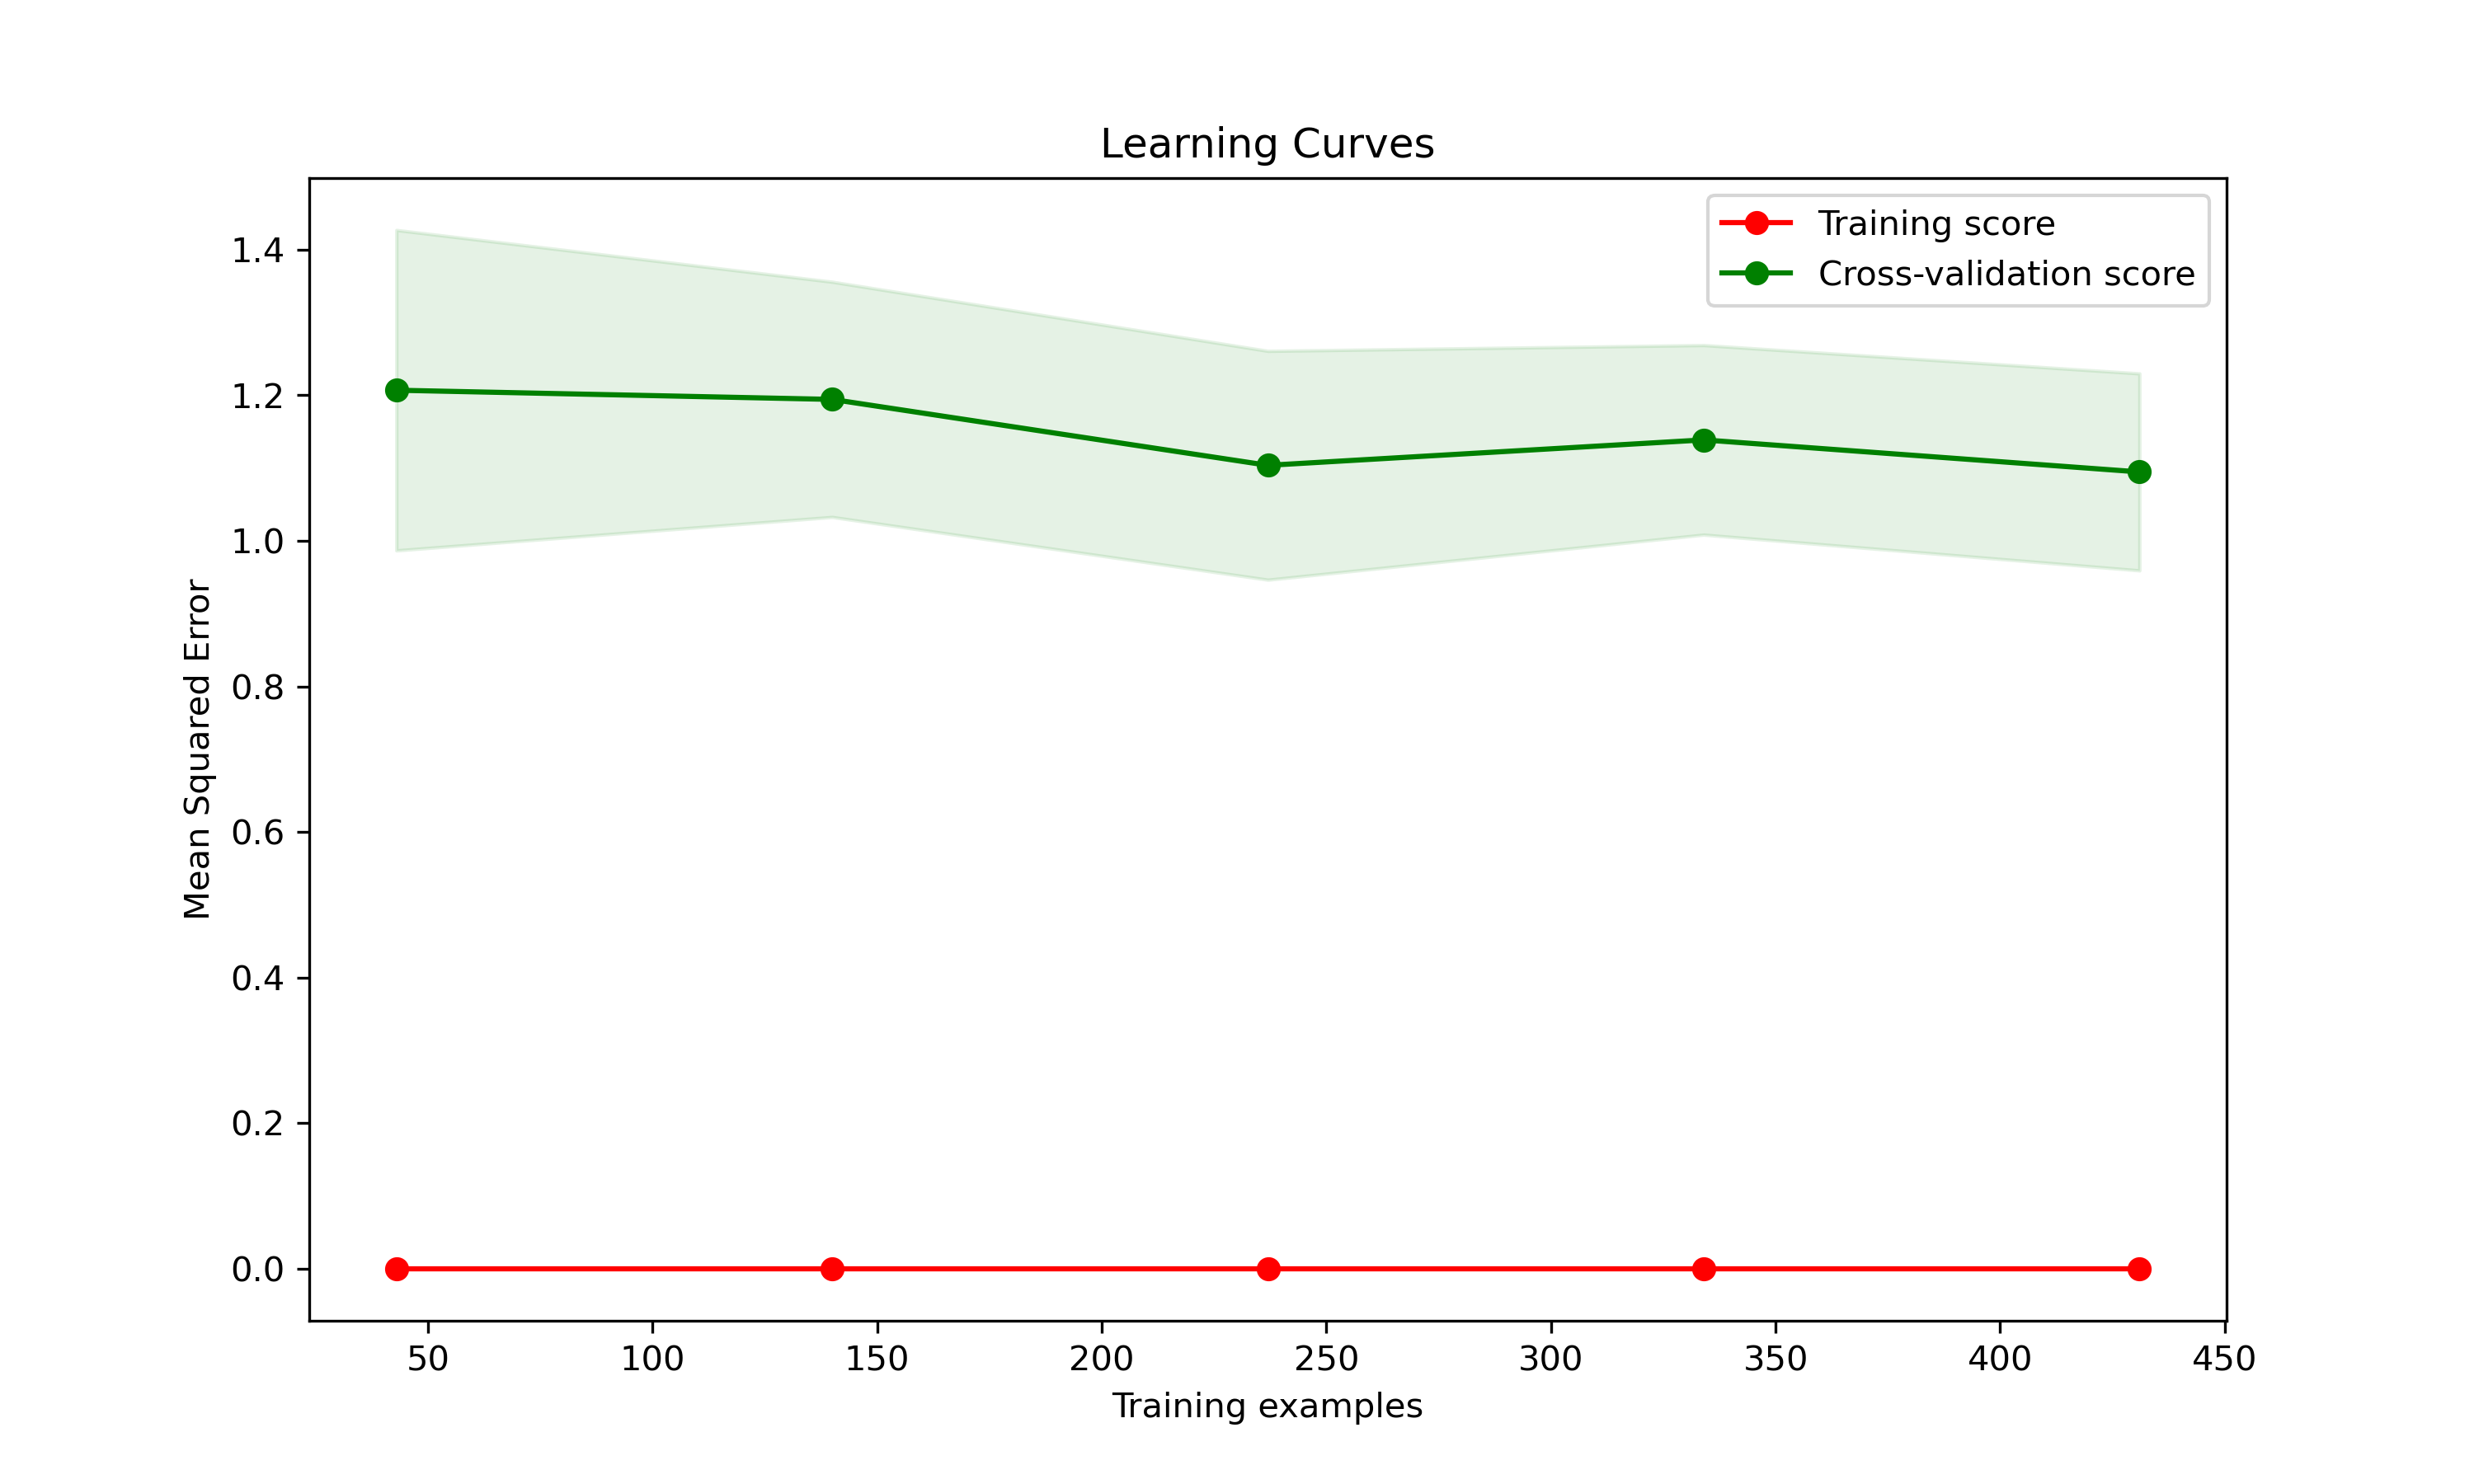 Learning Curves
Training score
Cross-validation score
Mean Squared Error
1.4
1.2
1.0
0.8
0.6
0.4
0.2
0.0
50 100 150 200 250 300 350 400 450
Training examples